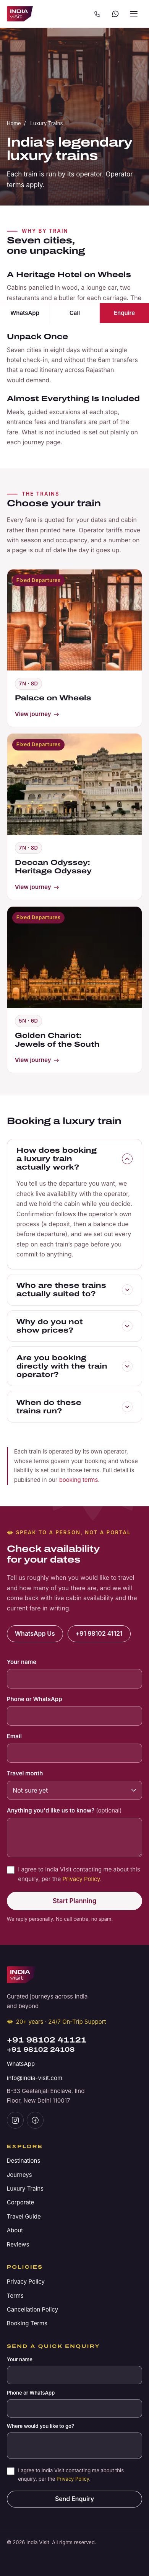 INDIA
visit.
Home / Luxury Trains
India's legendary
luxury trains
Each train is run by its operator. Operator
terms apply.
WHY BY TRAIN
Seven cities,
one unpacking
A Heritage Hotel on Wheels
Cabins panelled in wood, a lounge car, two
restaurants and a butler for each carriage. The
WhatsApp Call Enquire
Unpack Once
Seven cities in eight days without a single
hotel check-in, and without the 6am transfers
that a road itinerary across Rajasthan
would demand.
Almost Everything Is Included
Meals, guided excursions at each stop,
entrance fees and transfers are part of the
fare. What is not included is set out plainly on
each journey page.
THE TRAINS
Choose your train
Every fare is quoted for your dates and cabin
rather than printed here. Operator tariffs move
with season and occupancy, and a number on
a page is out of date the day it goes up.
Fixed Departures
7N · 8D
Palace on Wheels
View journey →
Fixed Departures
7N · 8D
Deccan Odyssey:
Heritage Odyssey
View journey →
Fixed Departures
5N · 6D
Golden Chariot:
Jewels of the South
View journey →
Booking a luxury train
How does booking
a luxury train
actually work?
You tell us the departure you want, we
check live availability with the operator,
and we hold the cabin while you decide.
Confirmation follows the operator's own
process (a deposit, then a balance due
before departure), and we set out every
step on each train's page before you
commit to anything.
Who are these trains
actually suited to?
Why do you not
show prices?
Are you booking
directly with the train
operator?
When do these
trains run?
Each train is operated by its own operator,
whose terms govern the booking and whose
liability is set out in those terms. Full detail is
published in our booking terms.
SPEAK TO A PERSON, NOT A PORTAL
Check availability
for your dates
Tell us roughly when you would like to travel
and how many of you there are, and we will
come back with live cabin availability and the
current fare in writing.
WhatsApp Us +91 98102 41121
Your name
Phone or WhatsApp
Email
Travel month
Not sure yet
Anything you'd like us to know? (optional)
I agree to India Visit contacting me about this
enquiry, per the Privacy Policy.
Start Planning
We reply personally. No call centre, no spam.
INDIA
visit.
Curated journeys across India
and beyond
20+ years · 24/7 On-Trip Support
+91 98102 41121
+91 98102 24108
WhatsApp
info@india-visit.com
B-33 Geetanjali Enclave, IInd
Floor, New Delhi 110017
EXPLORE
Destinations
Journeys
Luxury Trains
Corporate
Travel Guide
About
Reviews
POLICIES
Privacy Policy
Terms
Cancellation Policy
Booking Terms
SEND A QUICK ENQUIRY
Your name
Phone or WhatsApp
Where would you like to go?
I agree to India Visit contacting me about this
enquiry, per the Privacy Policy.
Send Enquiry
© 2026 India Visit. All rights reserved.